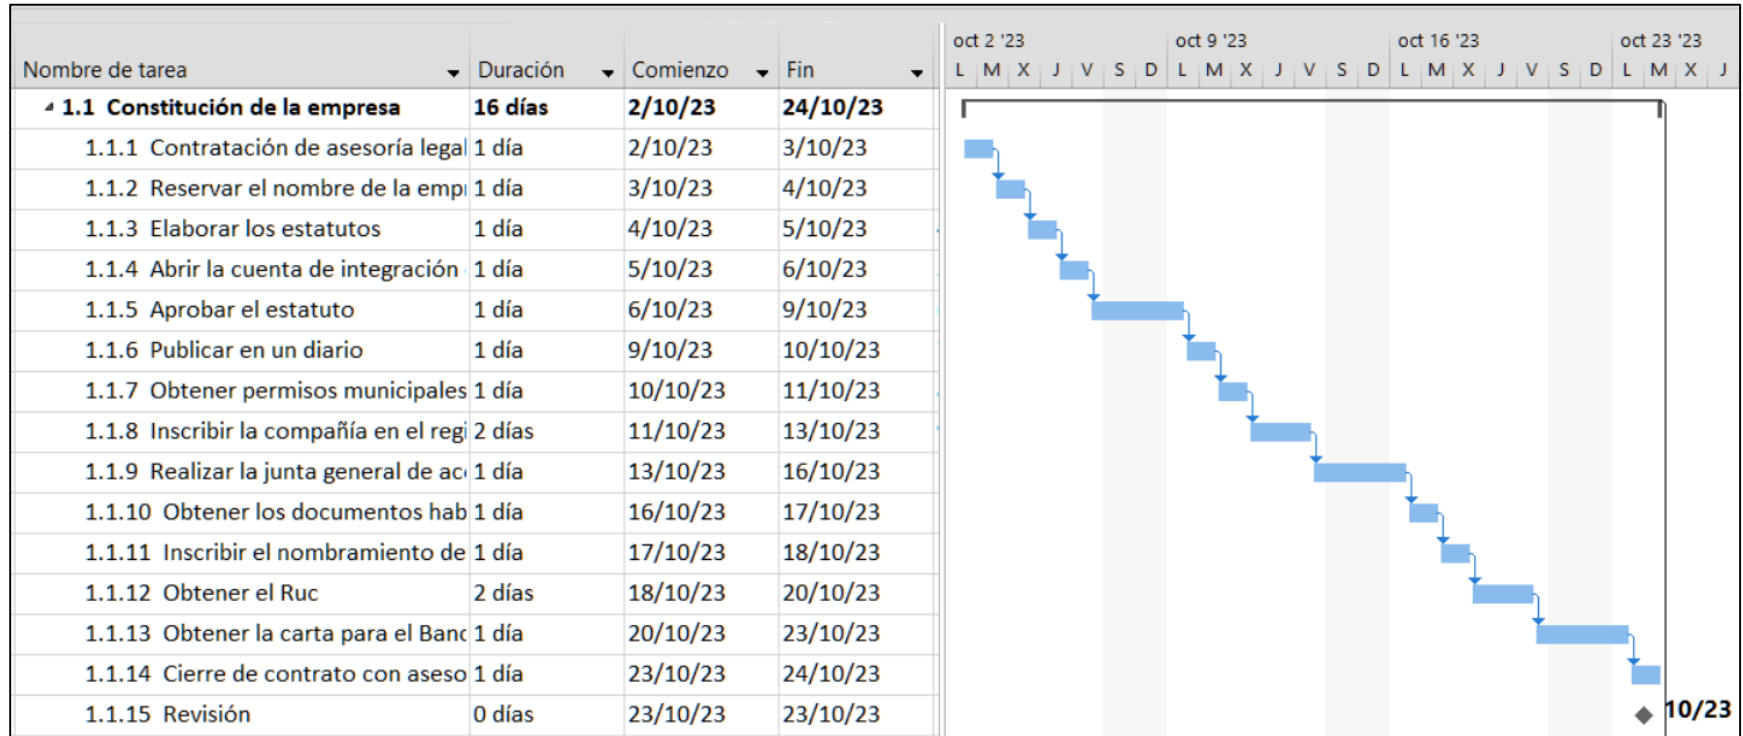 oct 2 '23 oct 9 '23 oct 16 '23 oct 23 '23
Nombre de tarea Duración Comienzo Fin L M X J V S D L M X J V S D L M X J V S D L M X J
1.1 Constitución de la empresa 16 días 2/10/23 24/10/23
1.1.1 Contratación de asesoría legal 1 día 2/10/23 3/10/23
1.1.2 Reservar el nombre de la 1 día 3/10/23 4/10/23
1.1.3 Elaborar los estatutos 1 día 4/10/23 5/10/23
1.1.4 Abrir la cuenta de integración 1 día 5/10/23 6/10/23
1.1.5 Aprobar el estatuto 1 día 6/10/23 9/10/23
1.1.6 Publicar en un diario 1 día 9/10/23 10/10/23
1.1.7 Obtener permisos municipales 1 día 10/10/23 11/10/23
1.1.8 Inscribir la compañía en el 2 días 11/10/23 13/10/23
1.1.9 Realizar la junta general de 1 día 13/10/23 16/10/23
1.1.10 Obtener los documentos hab 1 día 16/10/23 17/10/23
1.1.11 Inscribir el nombramiento de 1 día 17/10/23 18/10/23
1.1.12 Obtener el Ruc 2 días 18/10/23 20/10/23
1.1.13 Obtener la carta para el Banc 1 día 20/10/23 23/10/23
1.1.14 Cierre de contrato con aseso 1 día 23/10/23 24/10/23
1.1.15 Revisión 0 días 23/10/23 23/10/23 10/23